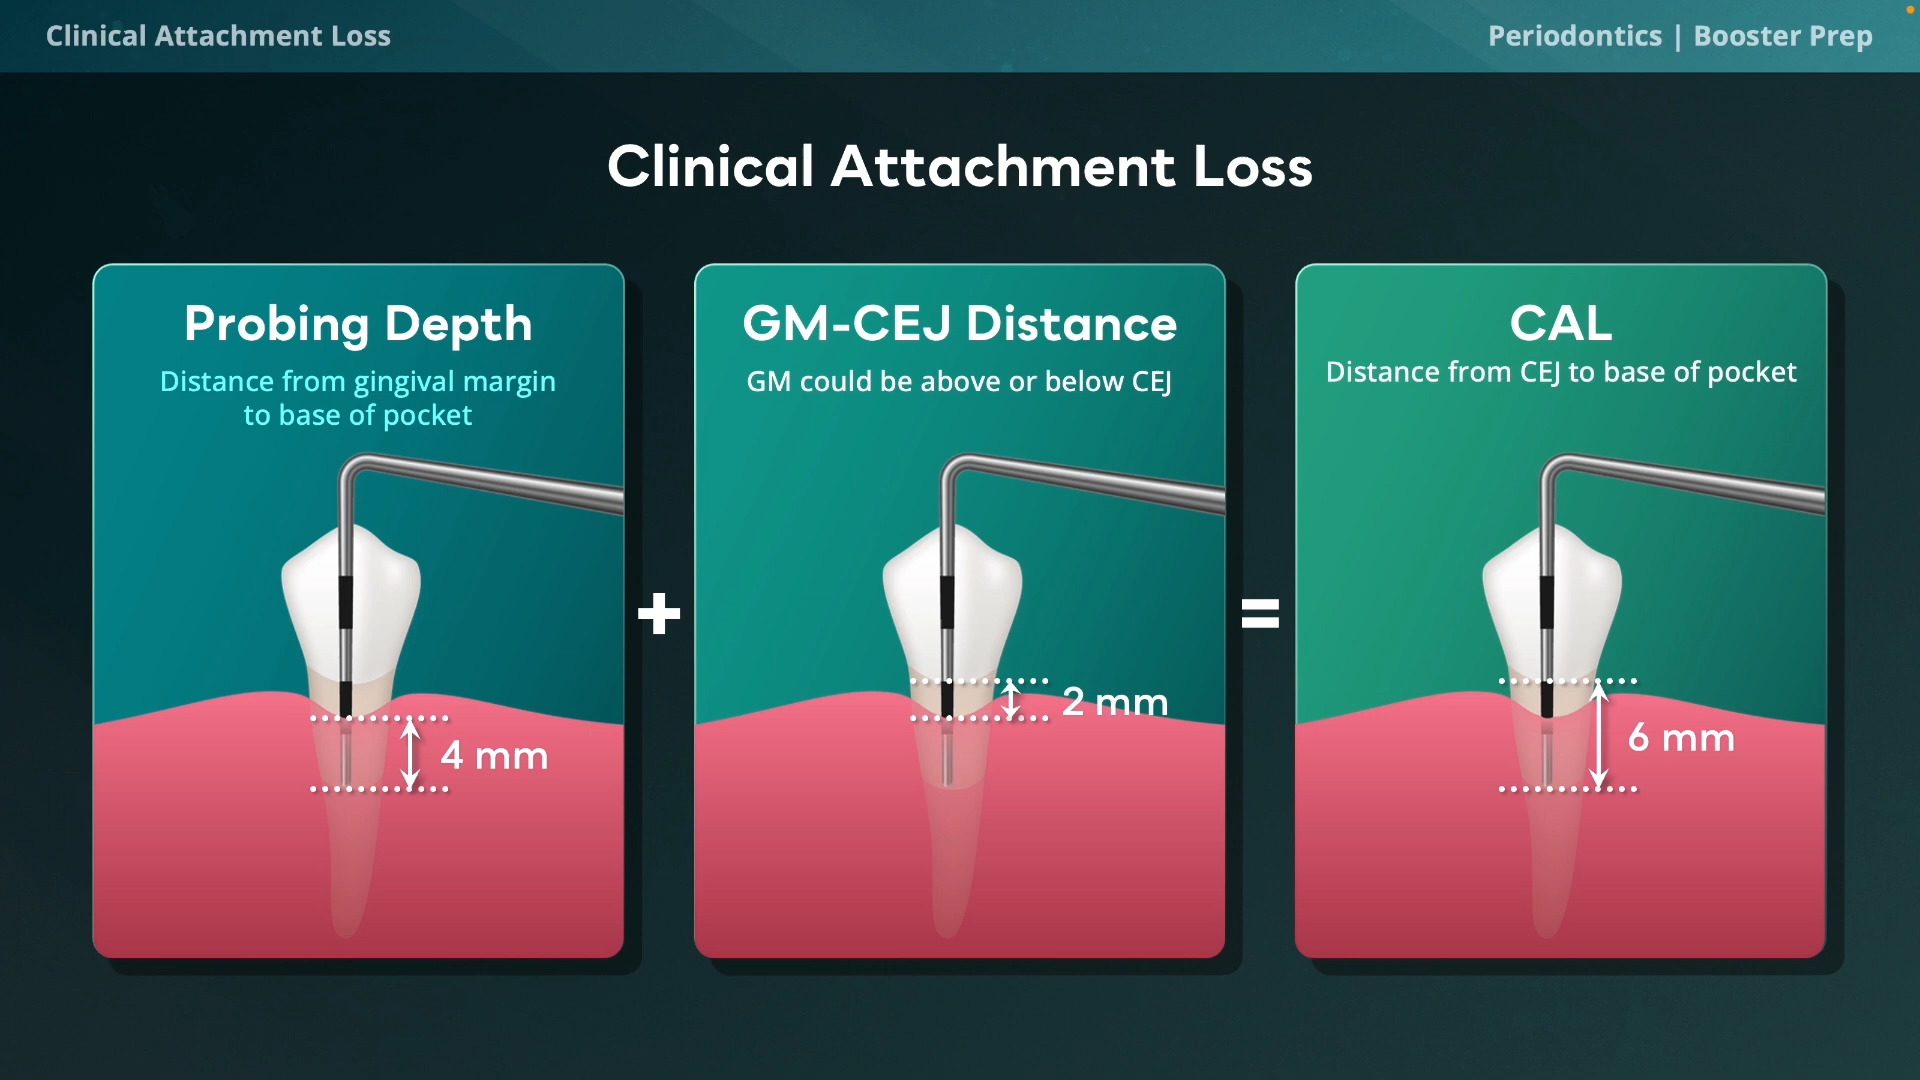 Clinical Attachment Loss
Periodontics | Booster Prep
Clinical Attachment Loss
Probing Depth
Distance from gingival margin
to base of pocket
4 mm
+
GM-CEJ Distance
GM could be above or below CEJ
2 mm
=
CAL
Distance from CEJ to base of pocket
6 mm